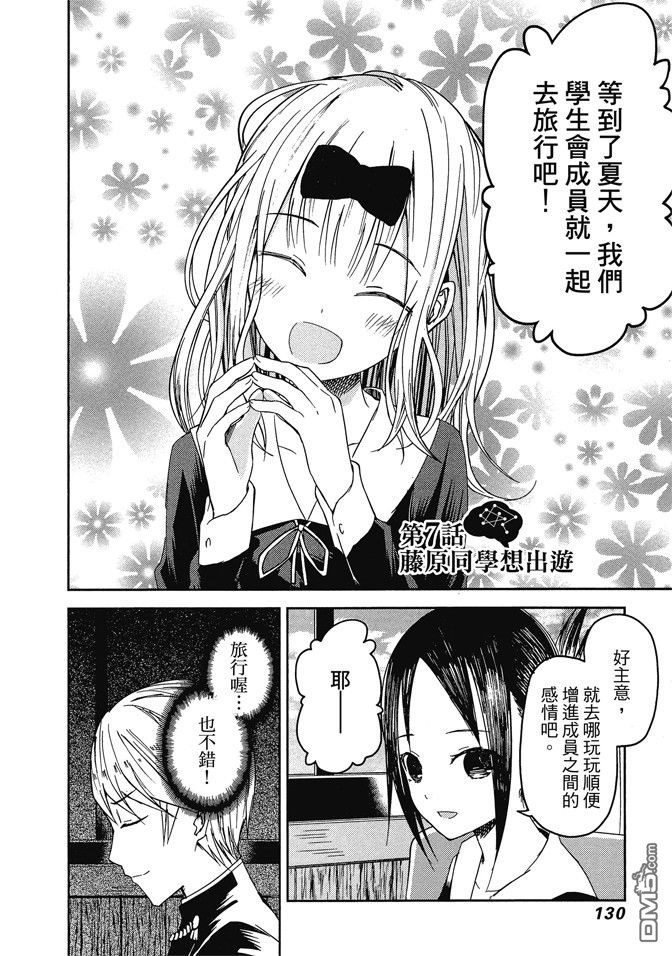 等到了夏天，我們
學生會成員就一起
去旅行吧！
第7話
藤原同學想出遊
好主意，
就去哪玩玩順便
增進成員之間的
感情吧。
耶——
旅行喔…
也不錯！
130
DM5.com